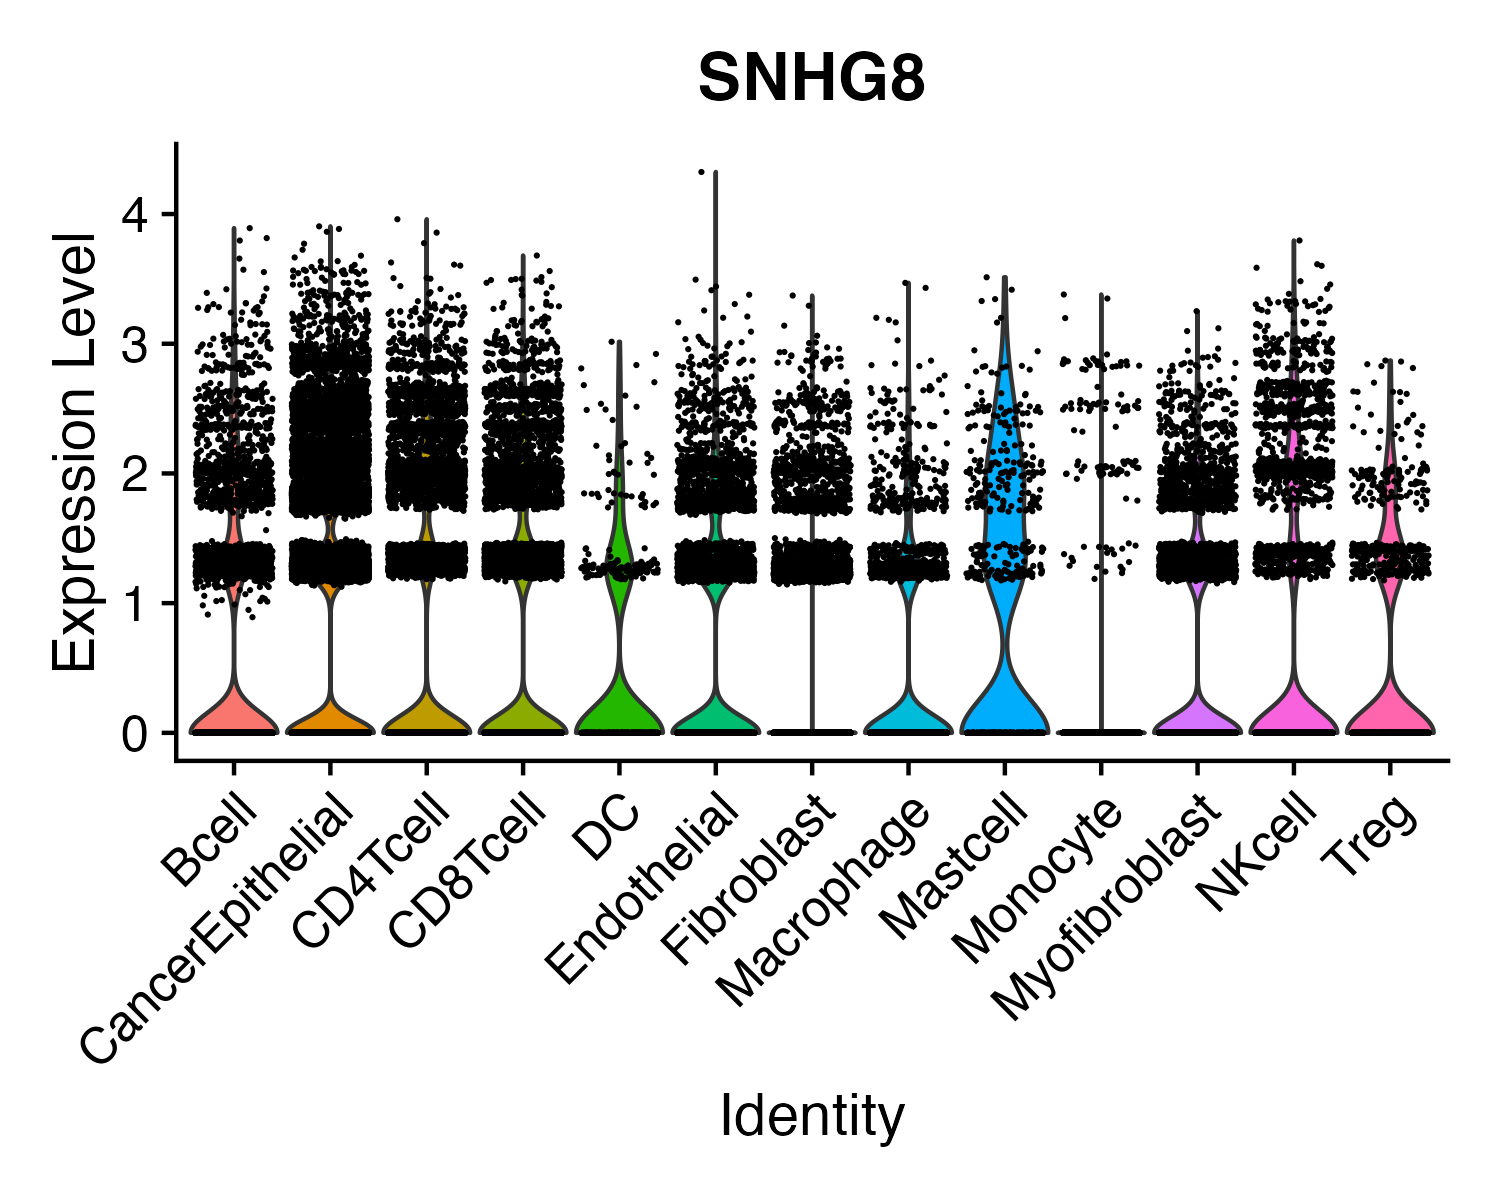 SNHG8
Expression Level
4
3
2
1
0
Bcell
CancerEpithelial
CD4Tcell
CD8Tcell
DC
Endothelial
Fibroblast
Macrophage
Mastcell
Monocyte
Myofibroblast
NKcell
Treg
Identity